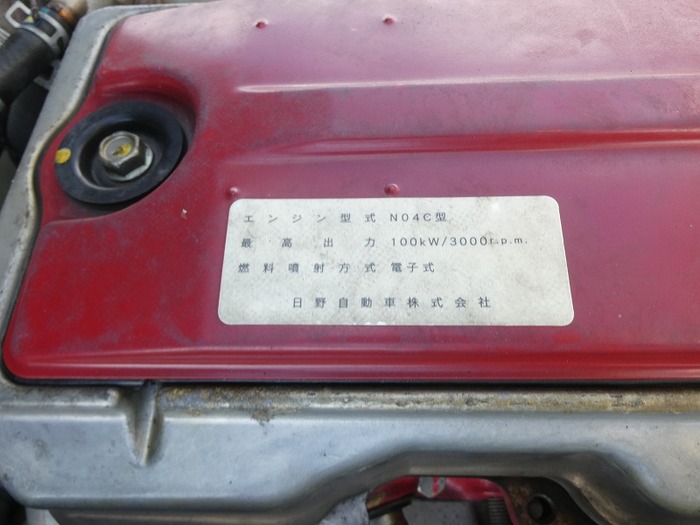 エンジン型式 N04C型
最高出力 100kW/3000r.p.m.
燃料噴射方式 電子式
日野自動車株式会社